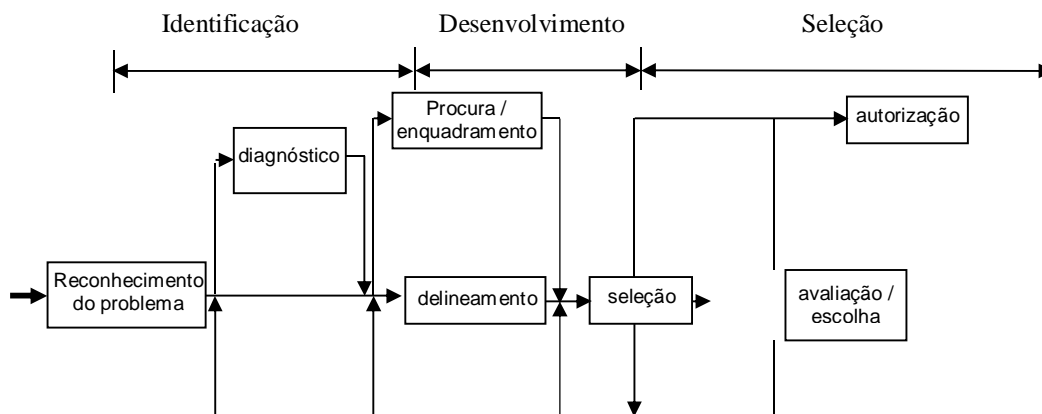 Identificação
Desenvolvimento
Seleção
Procura /
enquadramento
autorização
diagnóstico
Reconhecimento
do problema
delineamento
seleção
avaliação /
escolha